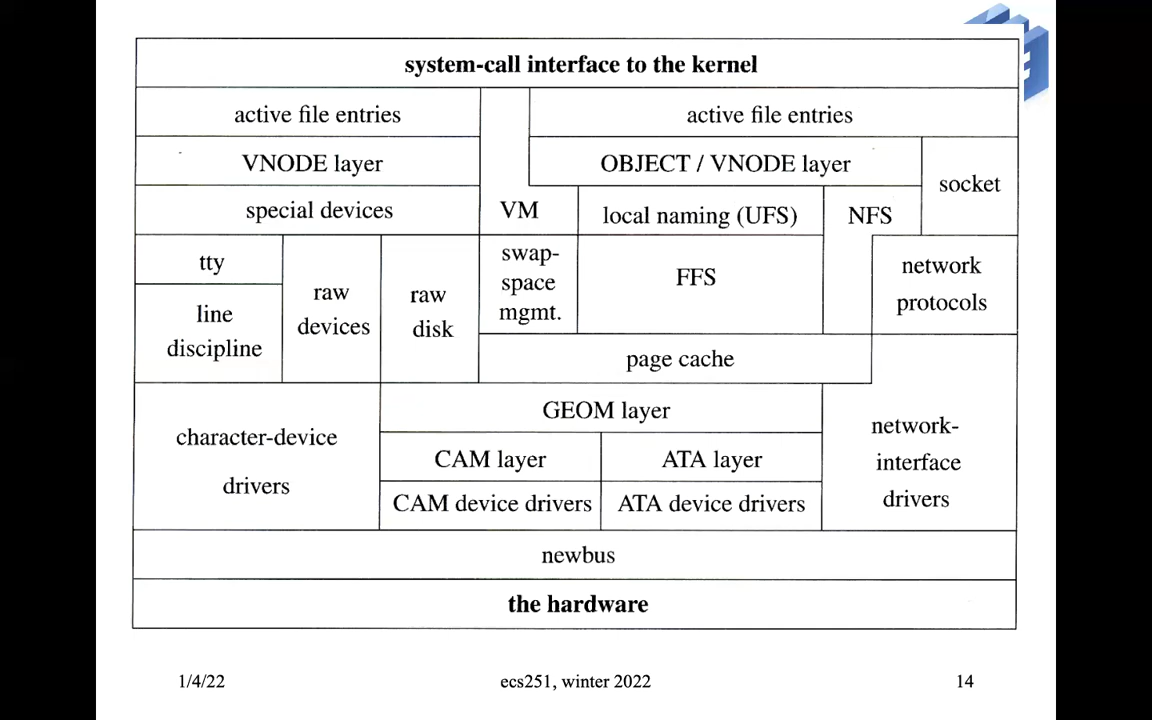 system-call interface to the kernel
active file entries
active file entries
VNODE layer
OBJECT / VNODE layer
socket
special devices
VM
local naming (UFS)
NFS
tty
line
discipline
raw
devices
raw
disk
swap-
space
mgmt.
FFS
network
protocols
page cache
character-device
drivers
GEOM layer
CAM layer
ATA layer
CAM device drivers
ATA device drivers
network-
interface
drivers
newbus
the hardware
1/4/22
ecs251, winter 2022
14